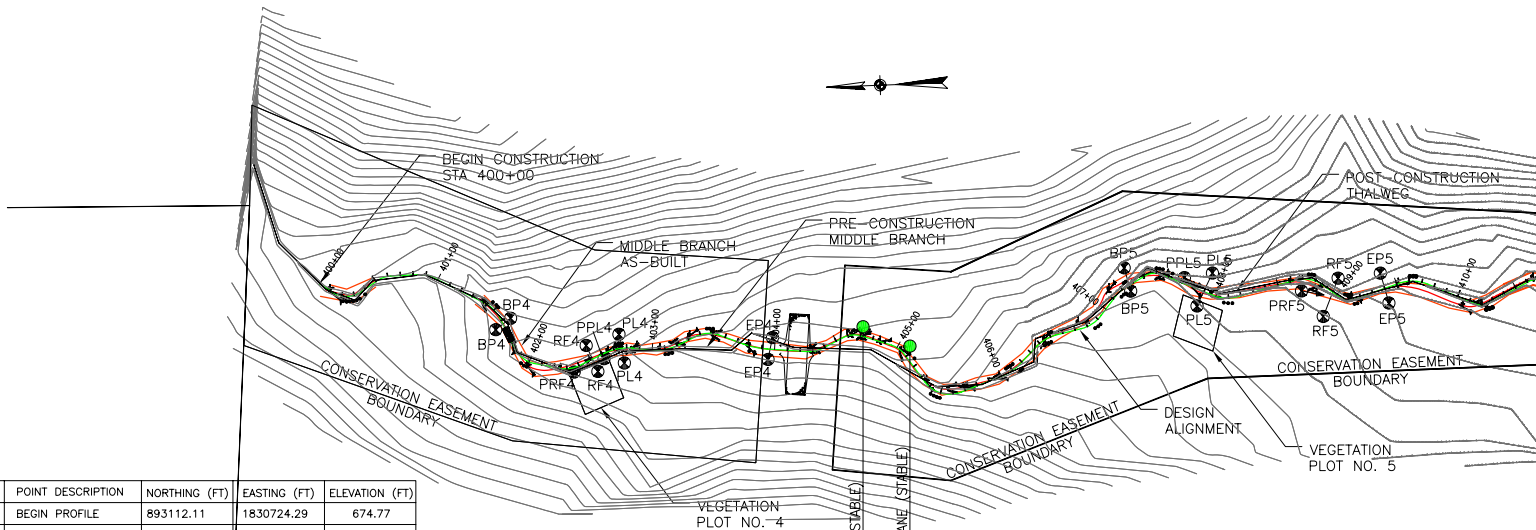 BEGIN CONSTRUCTION
STA 400+00
MIDDLE BRANCH
AS-BUILT
PRE-CONSTRUCTION
MIDDLE BRANCH
POST-CONSTRUCTION
THALWEG
400+00
401+00
402+00
403+00
404+00
405+00
406+00
407+00
408+00
409+00
410+00
BP4
BP4
RF4
PPL4
PL4
PRF4
RF4
PL4
EP4
EP4
BP5
BP5
PPL5
PL5
PL5
PRF5
RF5
RF5
EP5
EP5
CONSERVATION EASEMENT
BOUNDARY
CONSERVATION EASEMENT
BOUNDARY
CONSERVATION EASEMENT
BOUNDARY
DESIGN
ALIGNMENT
VEGETATION
PLOT NO. 5
VEGETATION
PLOT NO. 4
STABLE)
ANE (STABLE)
POINT DESCRIPTION NORTHING (FT) EASTING (FT) ELEVATION (FT)
BEGIN PROFILE 893112.11 1830724.29 674.77